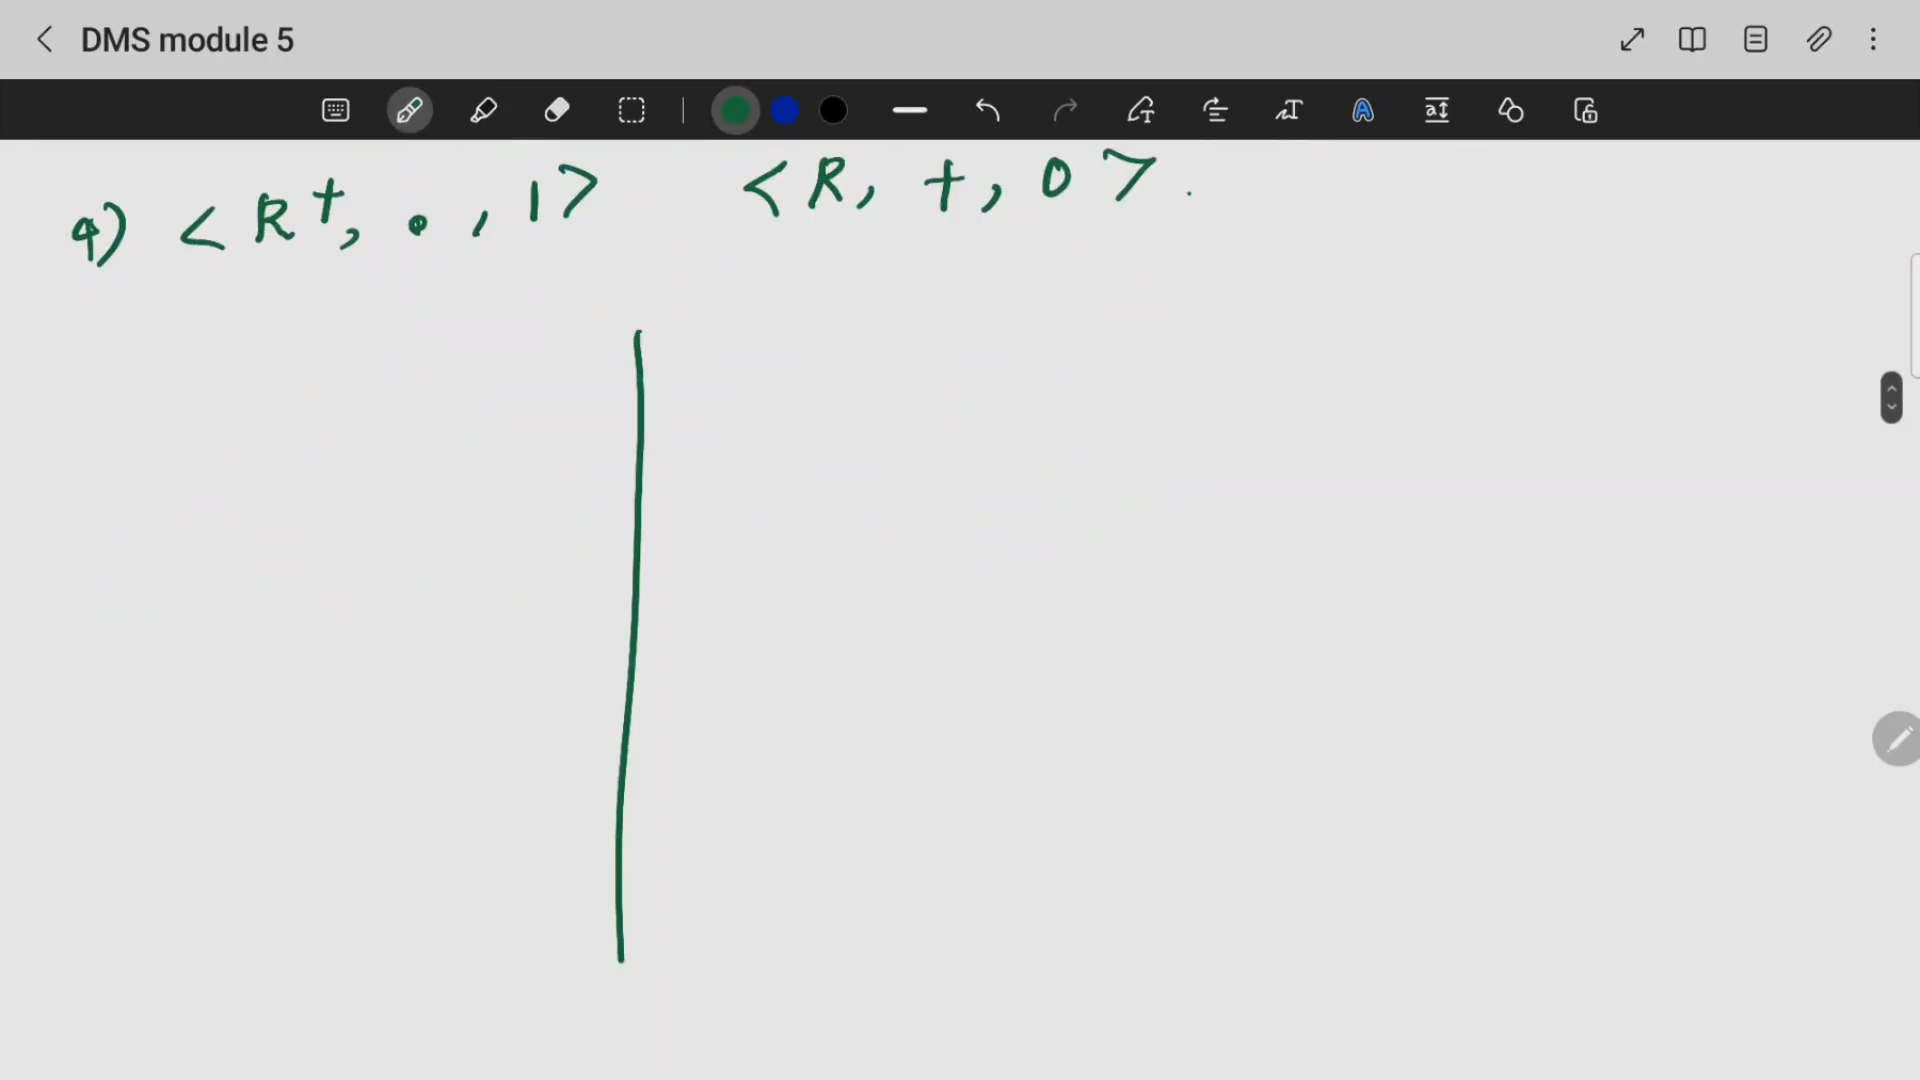 DMS module 5
4) < R⁺, ., 1> <R, +, 0>.